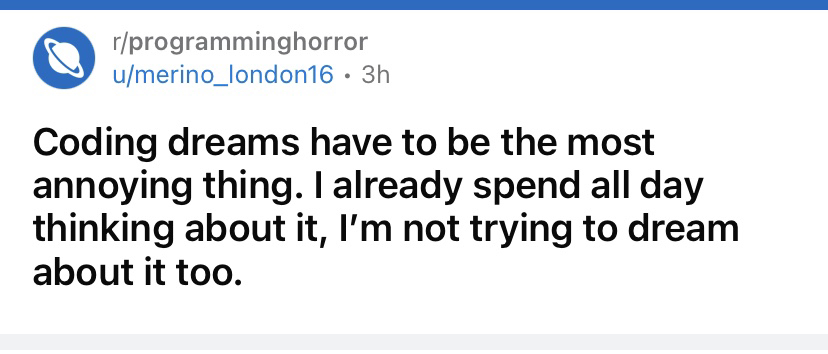 r/programminghorror
u/merino_london16 • 3h
Coding dreams have to be the most
annoying thing. I already spend all day
thinking about it, I’m not trying to dream
about it too.